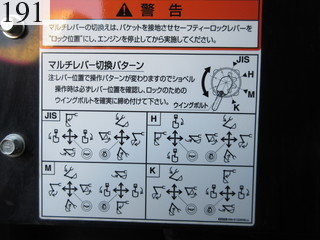 191
警告
マルチレバーの切換えは、バケットを接地させセーフティーロックレバーを
"ロック位置"にし、エンジンを停止してから実施してください。
マルチレバー切換パターン
注:レバー位置で操作パターンが変わりますのでショベル
操作時は必ずレバー位置を確認し、ロックのため
ウイングボルトを確実に締め付けて下さい。
ウイングボルト
JIS
H
M
K
JIS
H
M
K